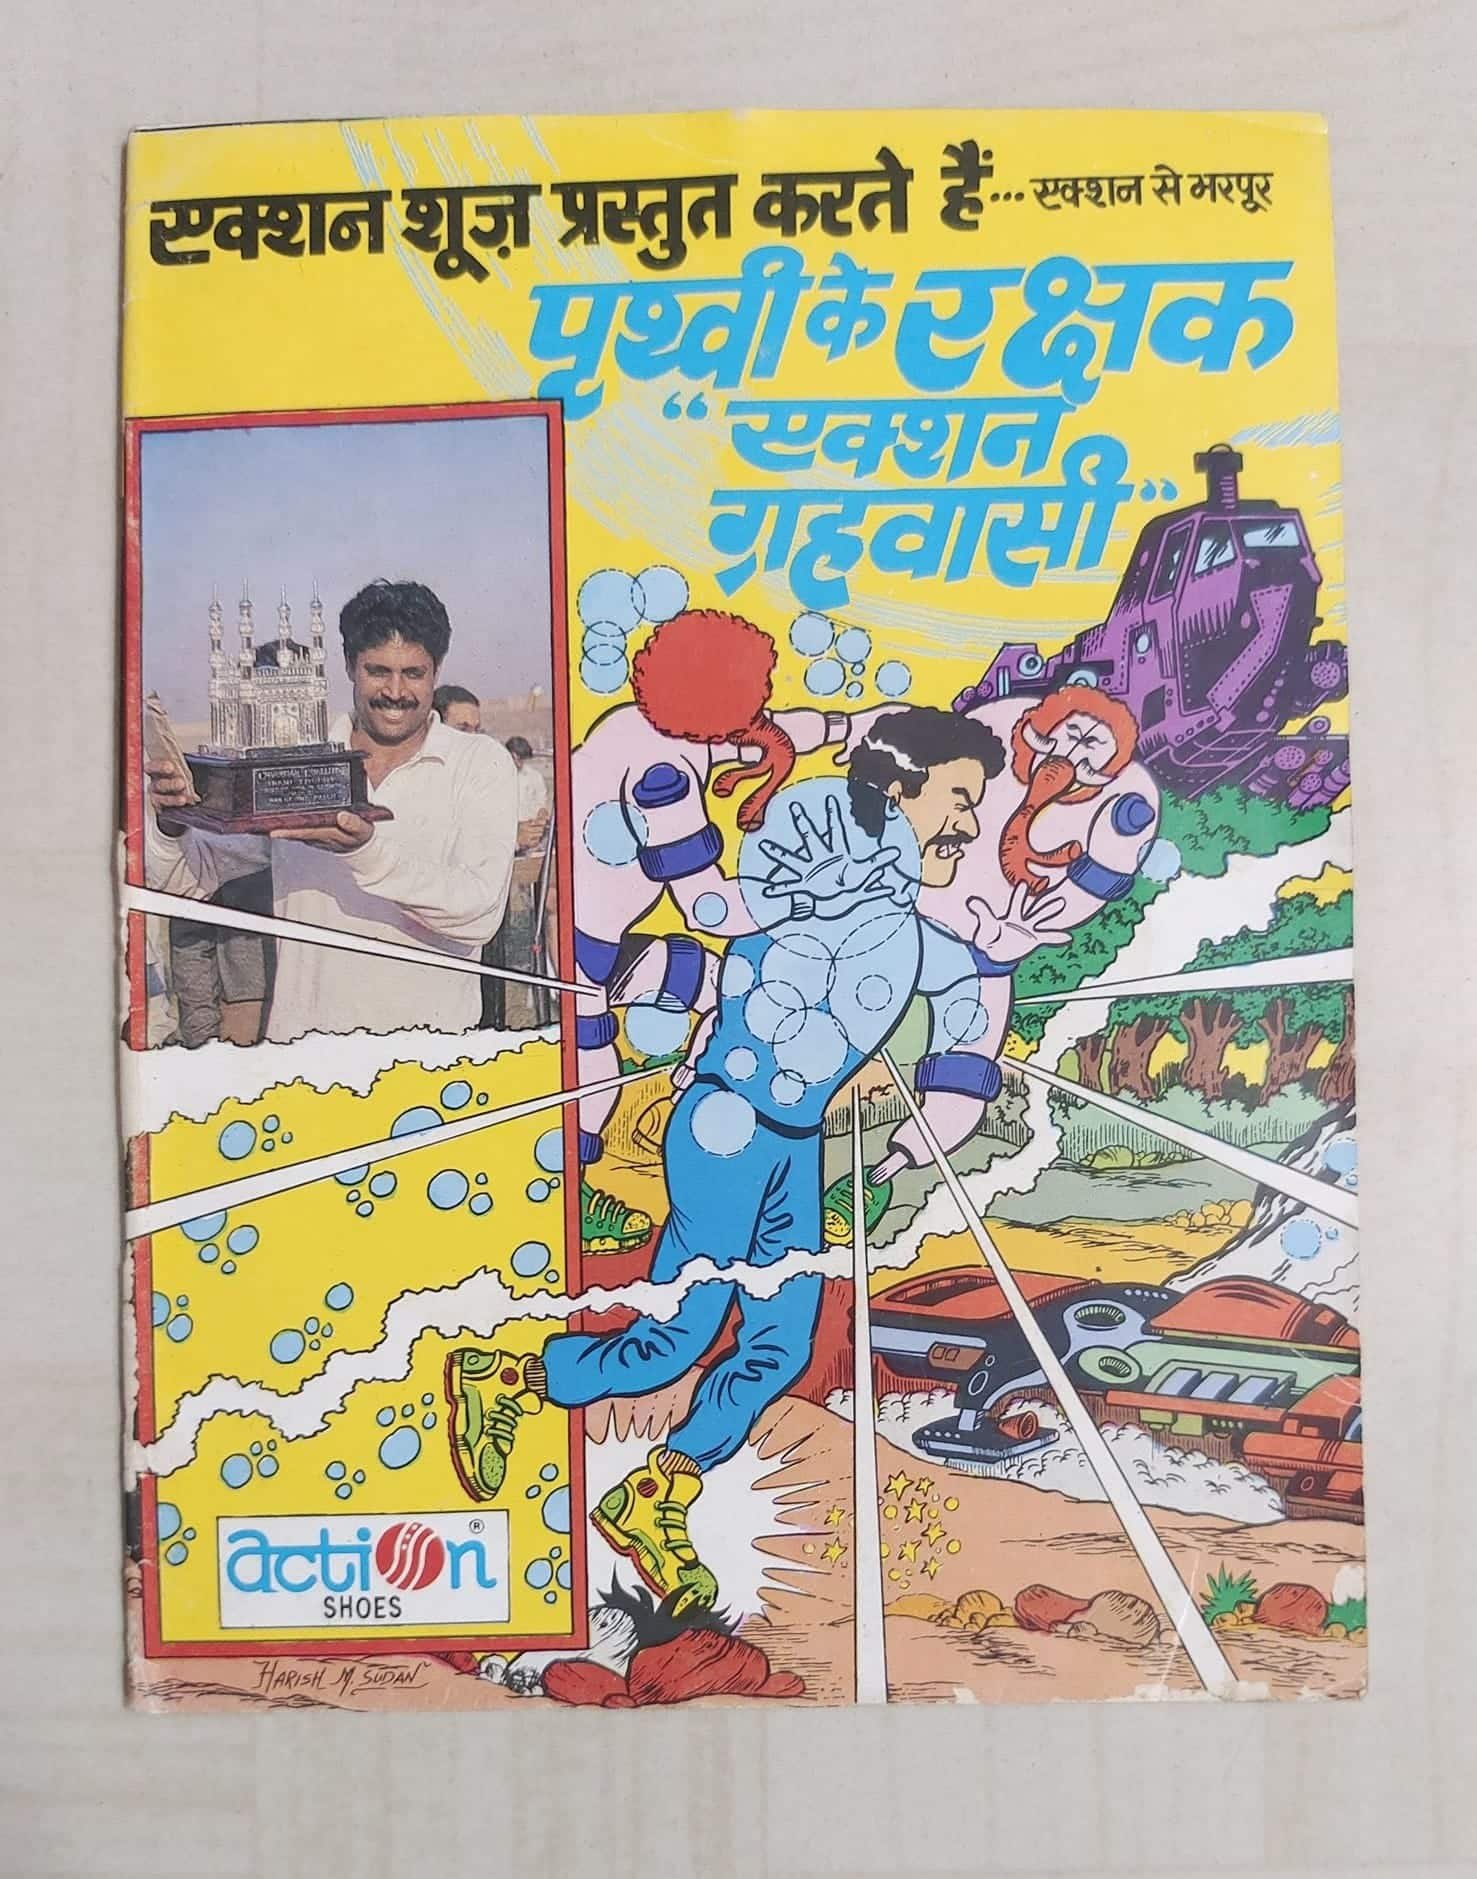 एक्शन शूज़ प्रस्तुत करते हैं... एक्शन से भरपूर
पृथ्वी के रक्षक
“एक्शन
ग्रहवासी”
action ®
SHOES
HARISH M. SUDAN